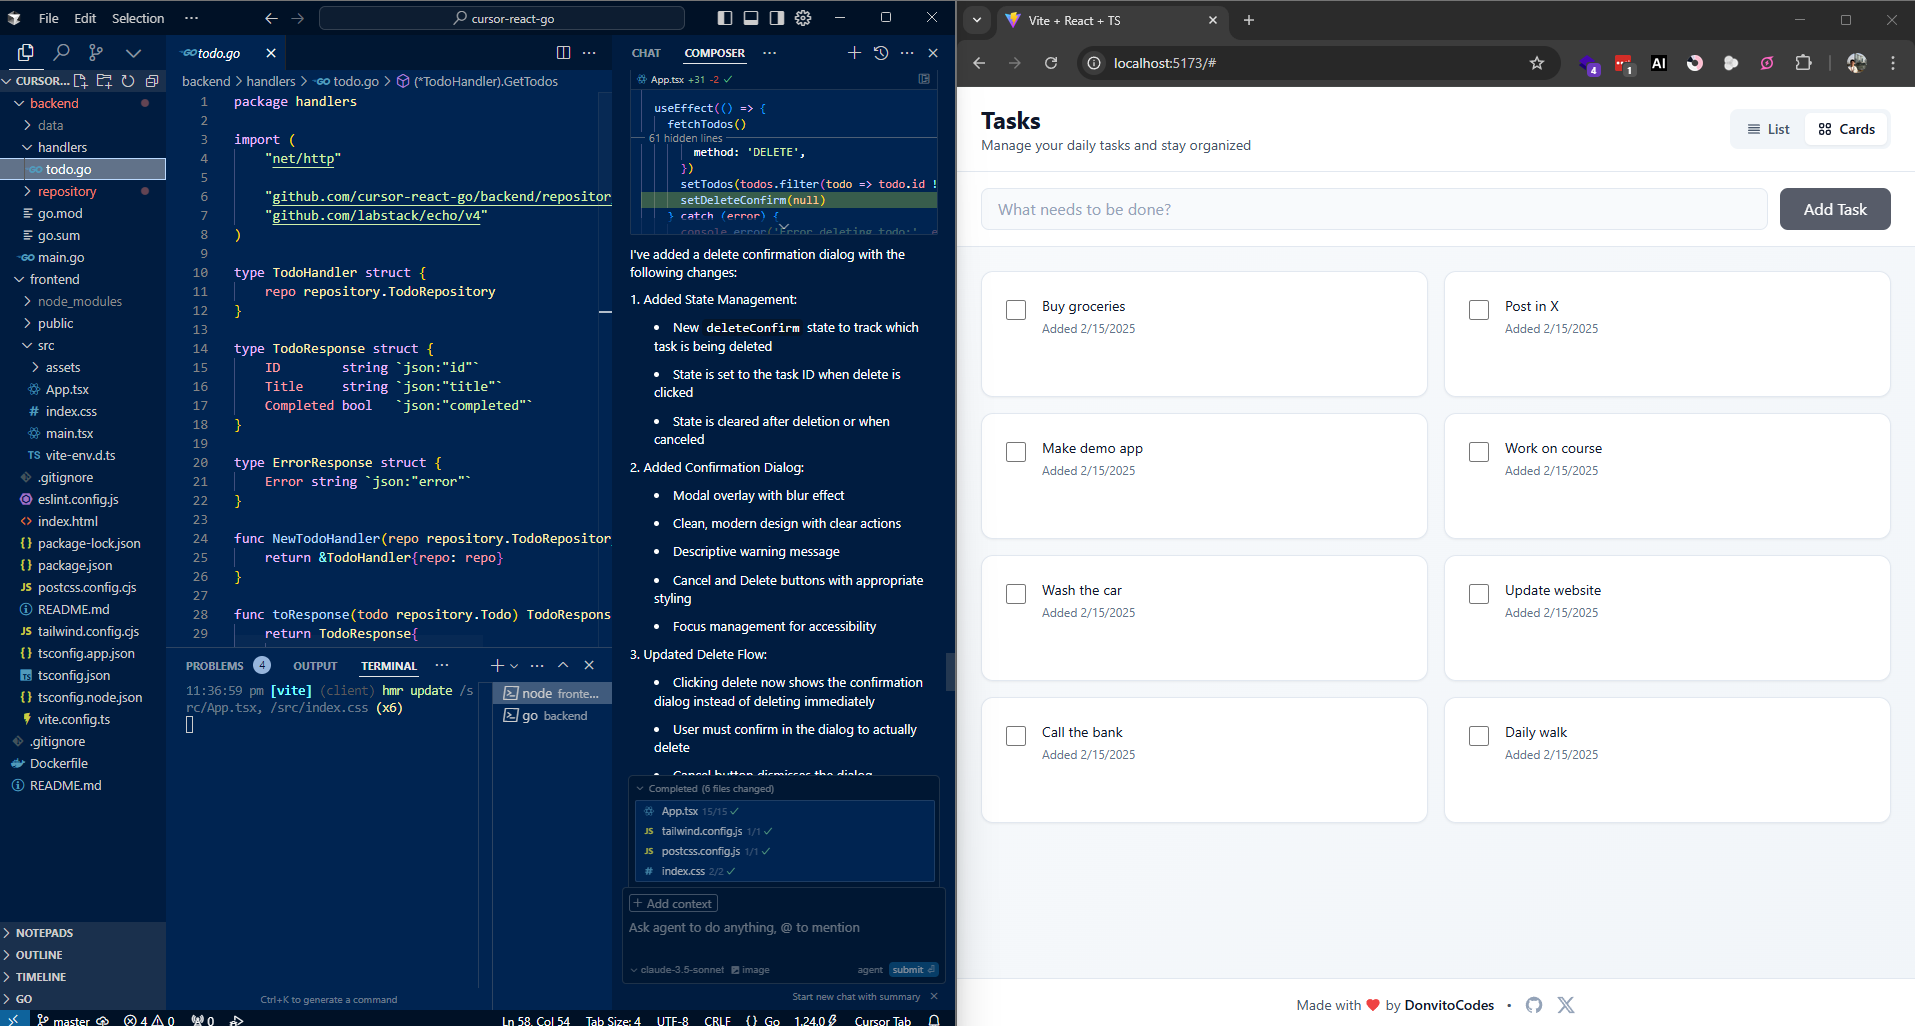 File Edit Selection ···
cursor-react-go
CURSOR...
backend
data
handlers
todo.go
repository
go.mod
go.sum
main.go
frontend
node_modules
public
src
assets
App.tsx
index.css
main.tsx
vite-env.d.ts
.gitignore
eslint.config.js
index.html
package-lock.json
package.json
postcss.config.cjs
README.md
tailwind.config.cjs
tsconfig.app.json
tsconfig.json
tsconfig.node.json
vite.config.ts
.gitignore
Dockerfile
README.md
NOTEPADS
OUTLINE
TIMELINE
GO
todo.go
backend > handlers > todo.go > (*TodoHandler).GetTodos
1 package handlers
2
3 import (
4 "net/http"
5
6 "github.com/cursor-react-go/backend/repositor
7 "github.com/labstack/echo/v4"
8 )
9
10 type TodoHandler struct {
11 repo repository.TodoRepository
12 }
13
14 type TodoResponse struct {
15 ID string `json:"id"`
16 Title string `json:"title"`
17 Completed bool `json:"completed"`
18 }
19
20 type ErrorResponse struct {
21 Error string `json:"error"`
22 }
23
24 func NewTodoHandler(repo repository.TodoRepositor
25 return &TodoHandler{repo: repo}
26 }
27
28 func toResponse(todo repository.Todo) TodoRespons
29 return TodoResponse{
PROBLEMS 4 OUTPUT TERMINAL ···
11:36:59 pm [vite] (client) hmr update /s
rc/App.tsx, /src/index.css (x6)
node fronte...
go backend
Ctrl+K to generate a command
CHAT COMPOSER ···
App.tsx +31 -2
useEffect(() => {
fetchTodos()
61 hidden lines
method: 'DELETE',
})
setTodos(todos.filter(todo => todo.id !
setDeleteConfirm(null)
} catch (error) {
console.error('Error deleting todo:', e
I've added a delete confirmation dialog with the
following changes:
1. Added State Management:
• New deleteConfirm state to track which
task is being deleted
• State is set to the task ID when delete is
clicked
• State is cleared after deletion or when
canceled
2. Added Confirmation Dialog:
• Modal overlay with blur effect
• Clean, modern design with clear actions
• Descriptive warning message
• Cancel and Delete buttons with appropriate
styling
• Focus management for accessibility
3. Updated Delete Flow:
• Clicking delete now shows the confirmation
dialog instead of deleting immediately
• User must confirm in the dialog to actually
delete
• Cancel button dismisses the dialog
Completed (6 files changed)
App.tsx 15/15
tailwind.config.js 1/1
postcss.config.js 1/1
index.css 2/2
+ Add context
Ask agent to do anything, @ to mention
claude-3.5-sonnet image agent submit
Start new chat with summary
master 4 0 0 Ln 58, Col 54 Tab Size: 4 UTF-8 CRLF {} Go 1.24.0 Cursor Tab
Vite + React + TS
localhost:5173/#
4 1 AI
Tasks
Manage your daily tasks and stay organized
List Cards
What needs to be done?
Add Task
Buy groceries
Added 2/15/2025
Post in X
Added 2/15/2025
Make demo app
Added 2/15/2025
Work on course
Added 2/15/2025
Wash the car
Added 2/15/2025
Update website
Added 2/15/2025
Call the bank
Added 2/15/2025
Daily walk
Added 2/15/2025
Made with ❤️ by DonvitoCodes •